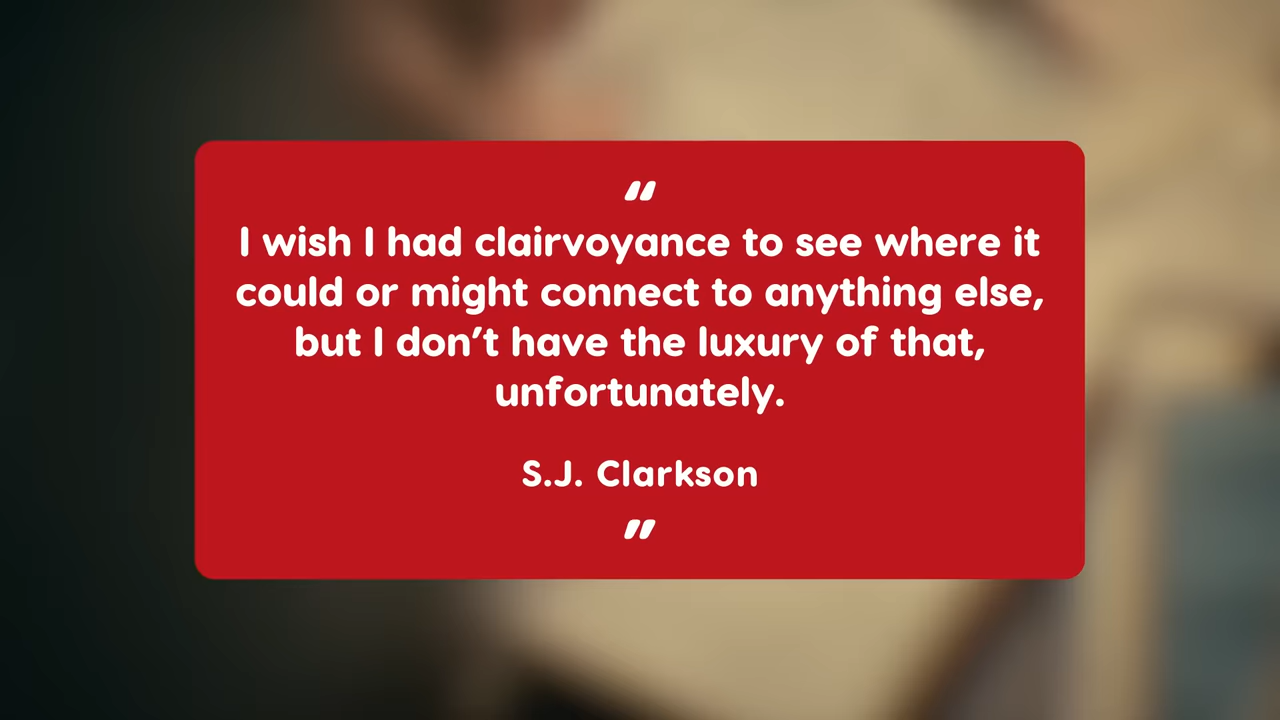 "
I wish I had clairvoyance to see where it
could or might connect to anything else,
but I don’t have the luxury of that,
unfortunately.
S.J. Clarkson
"